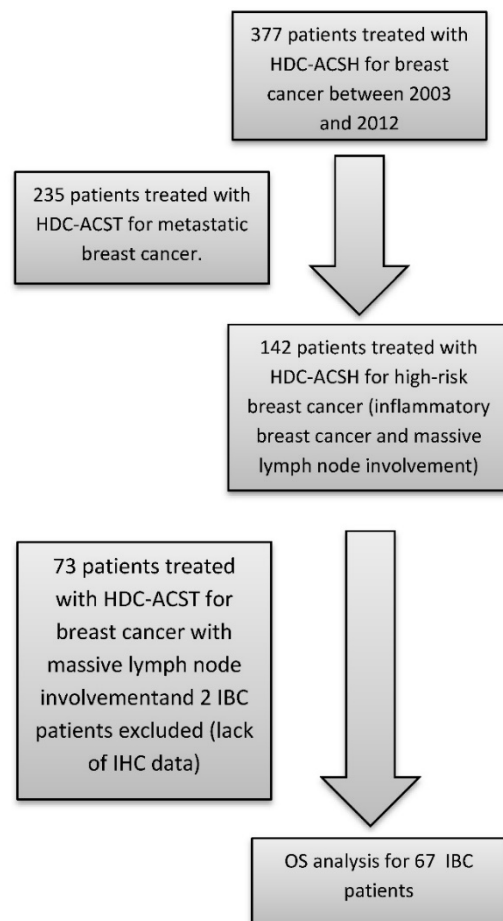 377 patients treated with
HDC-ACSH for breast
cancer between 2003
and 2012
235 patients treated with
HDC-ACST for metastatic
breast cancer.
142 patients treated with
HDC-ACSH for high-risk
breast cancer (inflammatory
breast cancer and massive
lymph node involvement)
73 patients treated
with HDC-ACST for
breast cancer with
massive lymph node
involvementand 2 IBC
patients excluded (lack
of IHC data)
OS analysis for 67 IBC
patients